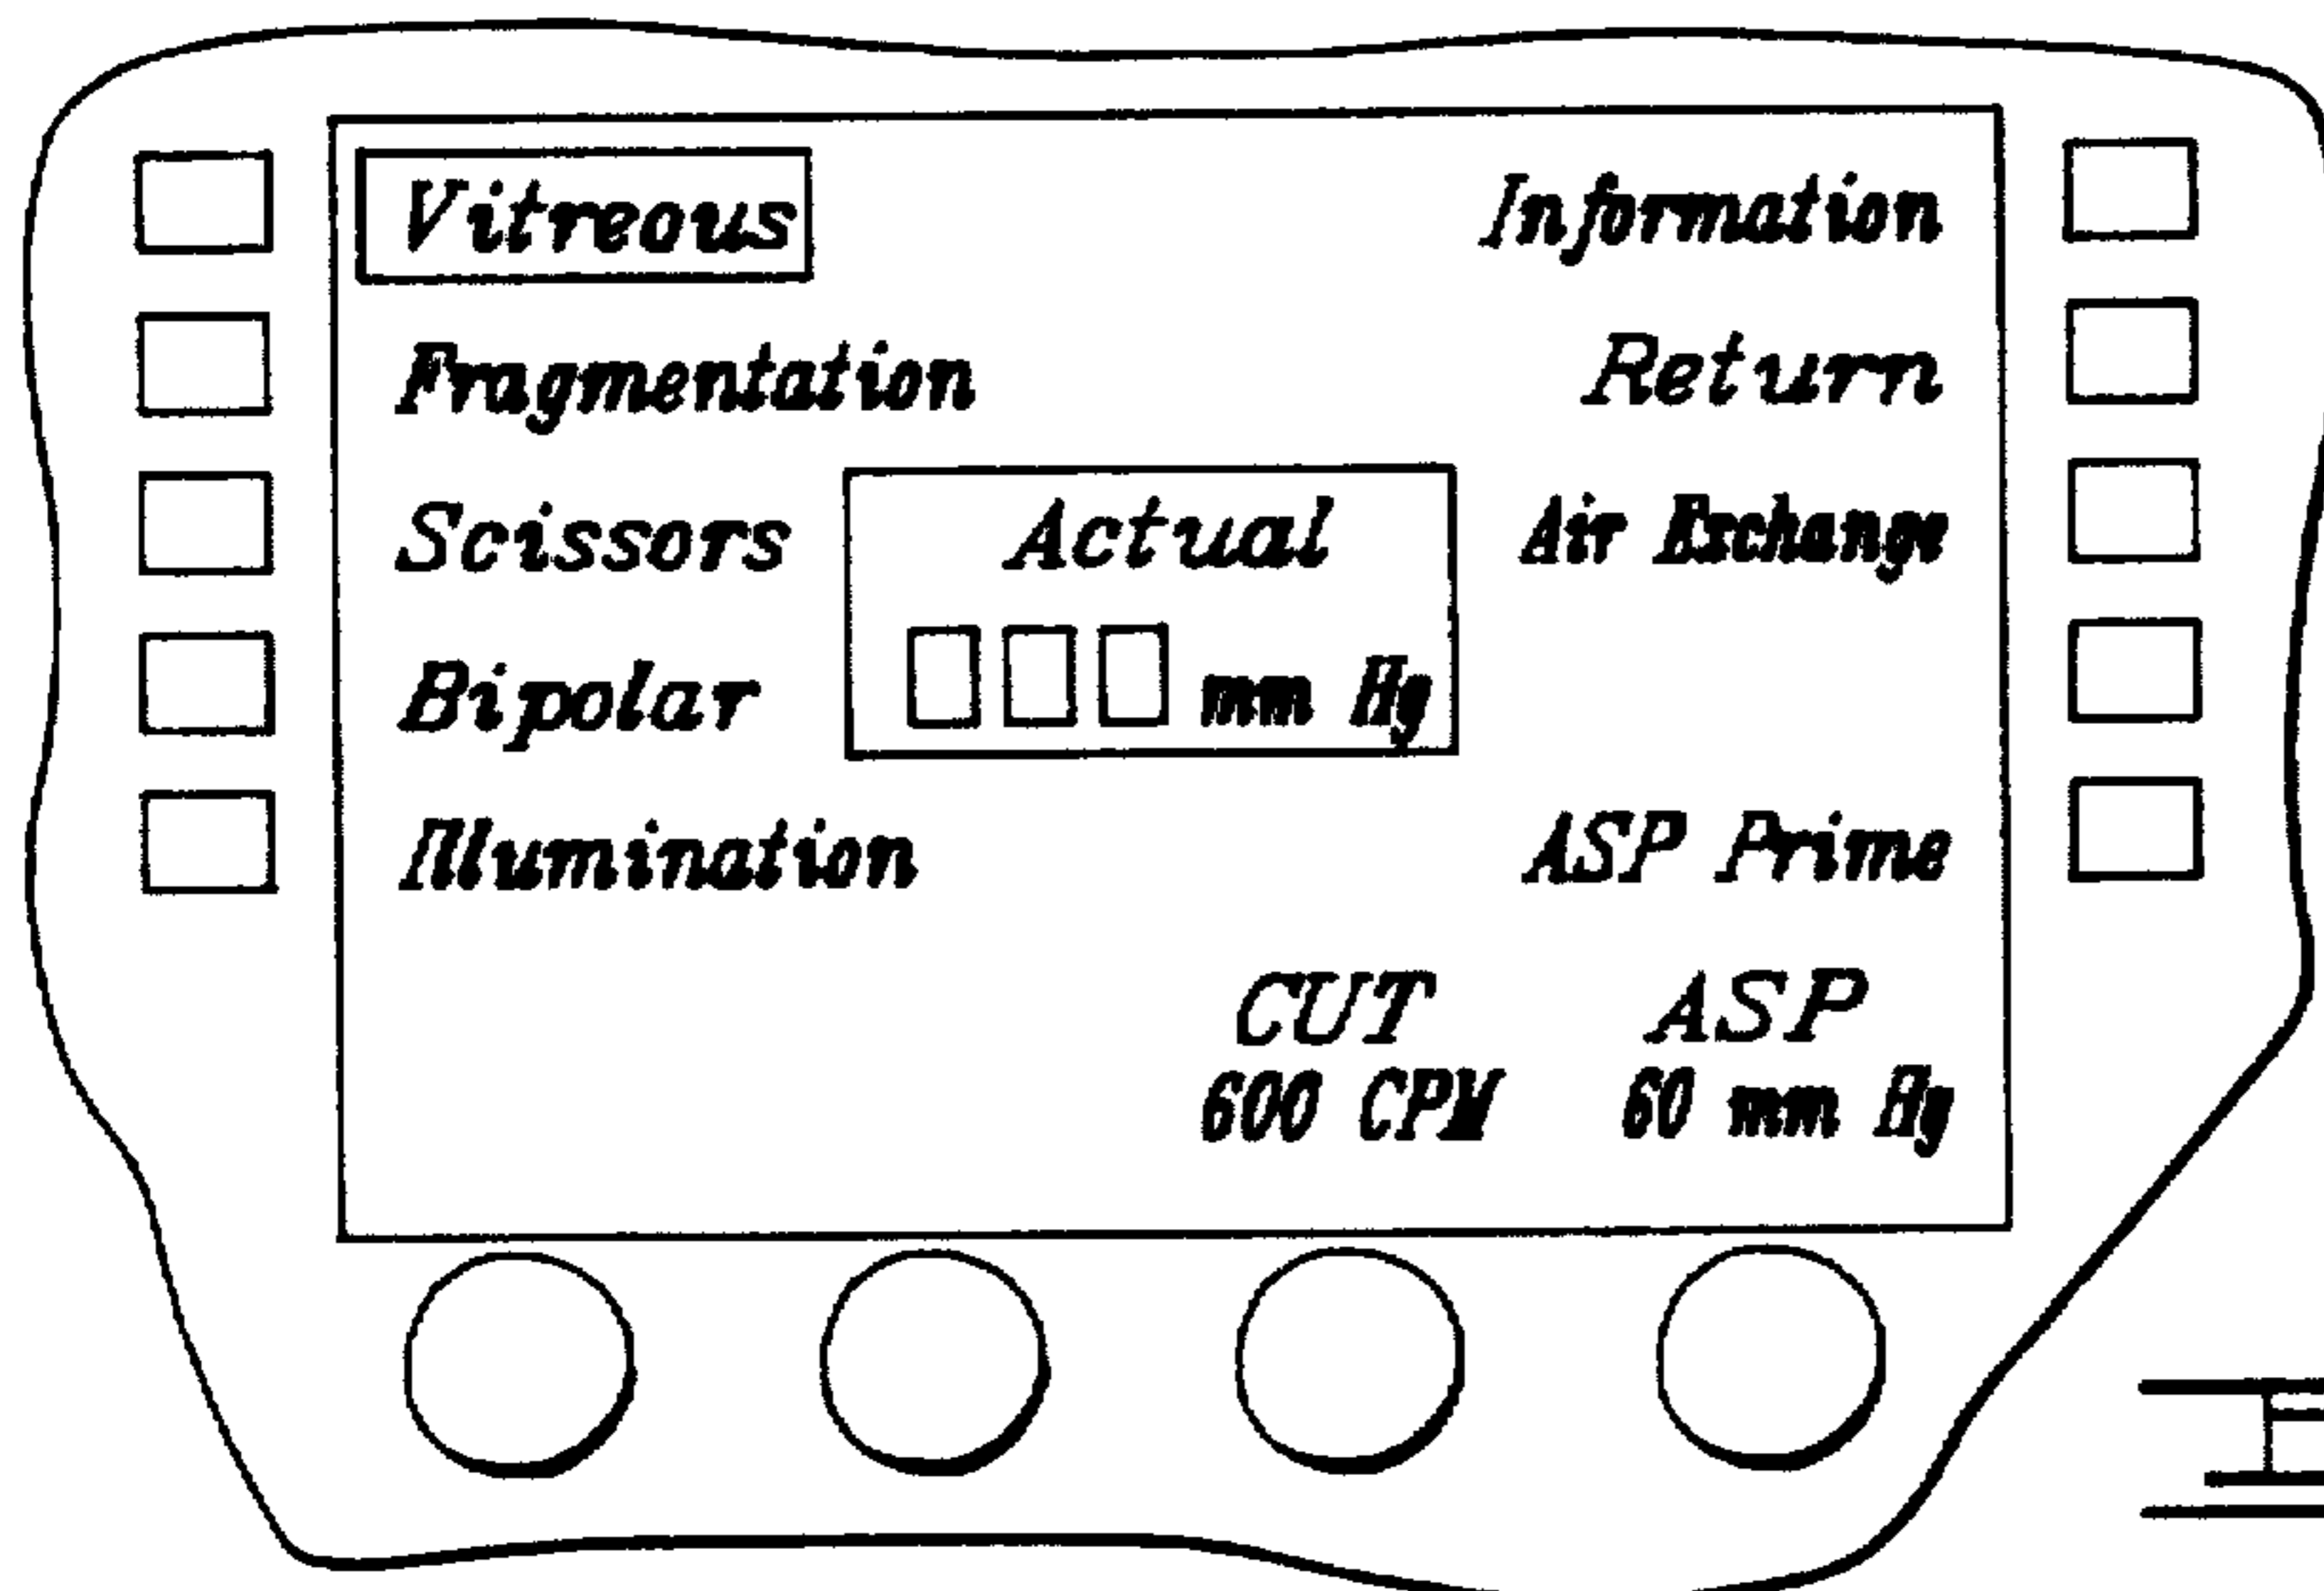 Vitreous Information
Fragmentation Return
Scissors Actual Air Exchange
Bipolar mm Hg
Illumination ASP Prime
CUT ASP
600 CPM 60 mm Hg